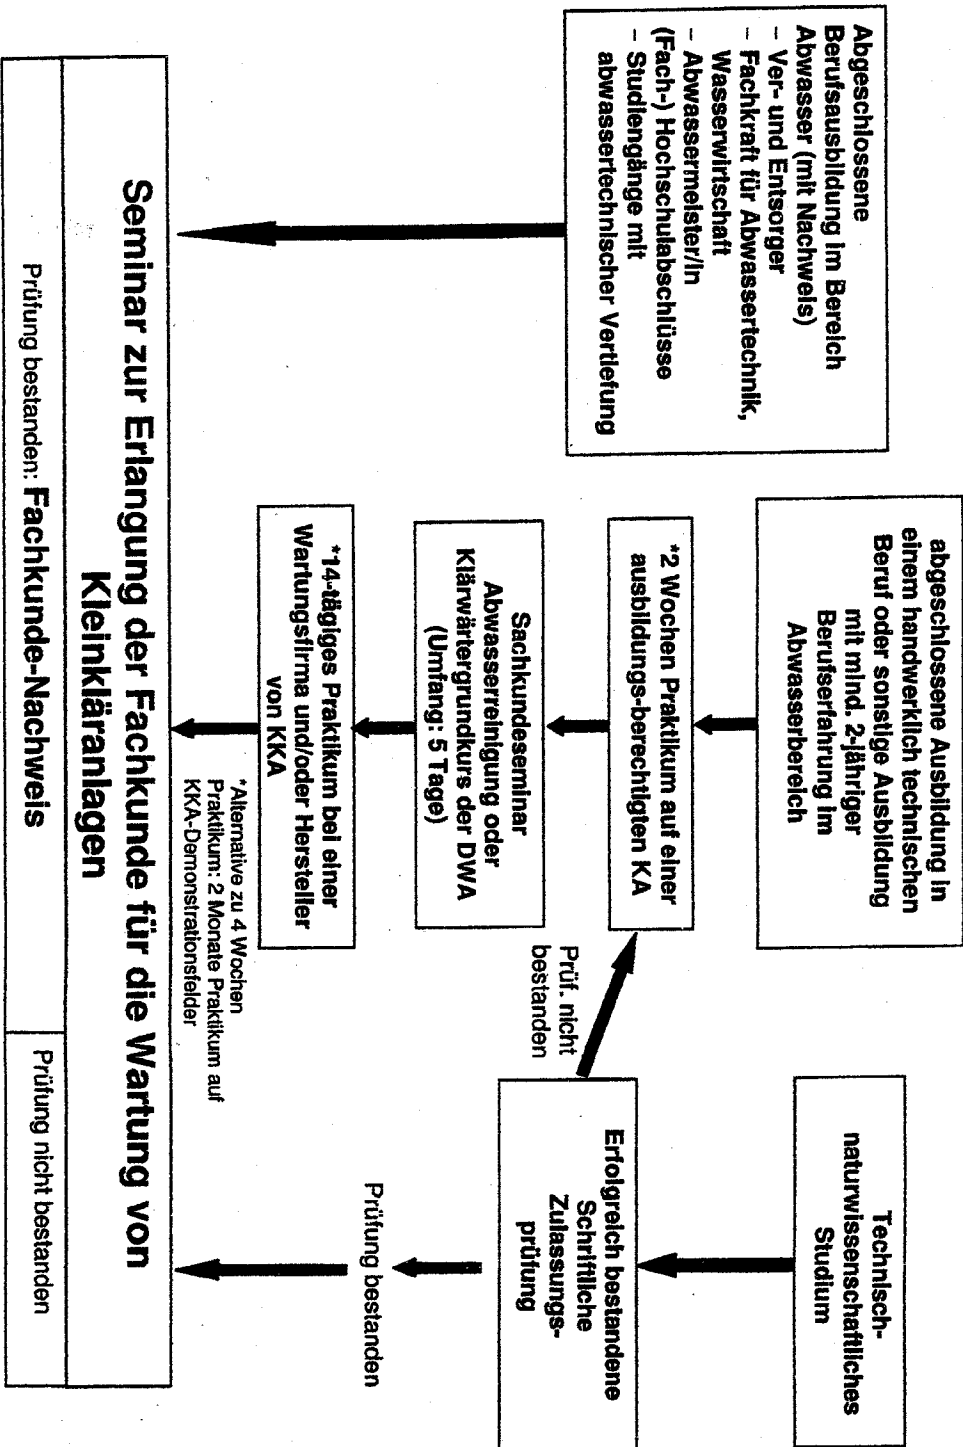 Abgeschlossene
Berufsausbildung im Bereich
Abwasser (mit Nachweis)
– Ver- und Entsorger
– Fachkraft für Abwassertechnik,
Wasserwirtschaft
– Abwassermeister/in
(Fach-) Hochschulabschlüsse
– Studiengänge mit
abwassertechnischer Vertiefung
abgeschlossene Ausbildung in
einem handwerklich technischen
Beruf oder sonstige Ausbildung
mit mind. 2-jähriger
Berufserfahrung im
Abwasserbereich
*2 Wochen Praktikum auf einer
ausbildungs-berechtigten KA
Sachkundeseminar
Abwasserreinigung oder
Klärwärtergrundkurs der DWA
(Umfang: 5 Tage)
*14-tägiges Praktikum bei einer
Wartungsfirma und/oder Hersteller
von KKA
*Alternative zu 4 Wochen
Praktikum: 2 Monate Praktikum auf
KKA-Demonstrationsfelder
Technisch-
naturwissenschaftliches
Studium
Erfolgreich bestandene
Schriftliche
Zulassungs-
prüfung
Prüf. nicht
bestanden
Prüfung bestanden
Seminar zur Erlangung der Fachkunde für die Wartung von
Kleinkläranlagen
Prüfung bestanden: Fachkunde-Nachweis
Prüfung nicht bestanden